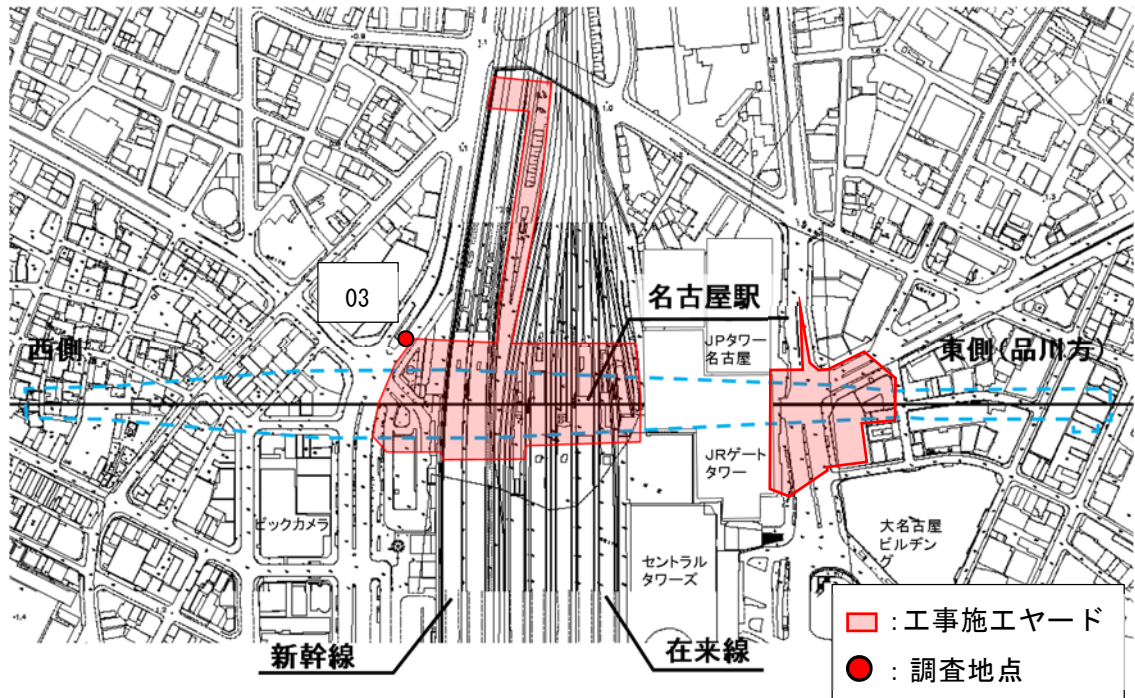 03
名古屋駅
西側
JPタワー
名古屋
東側(品川方)
JRゲート
タワー
ビックカメラ
大名古屋
ビルデン
グ
セントラル
タワーズ
新幹線
在来線
：工事施工ヤード
：調査地点